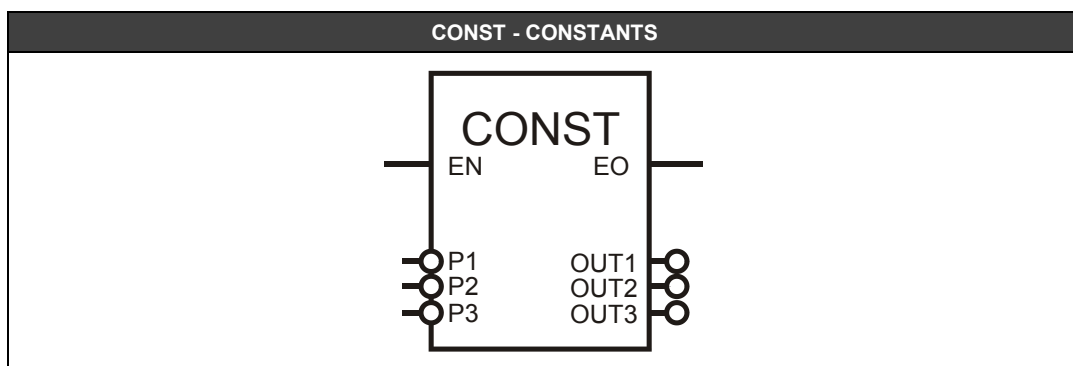 CONST - CONSTANTS
CONST
EN EO
P1 OUT1
P2 OUT2
P3 OUT3